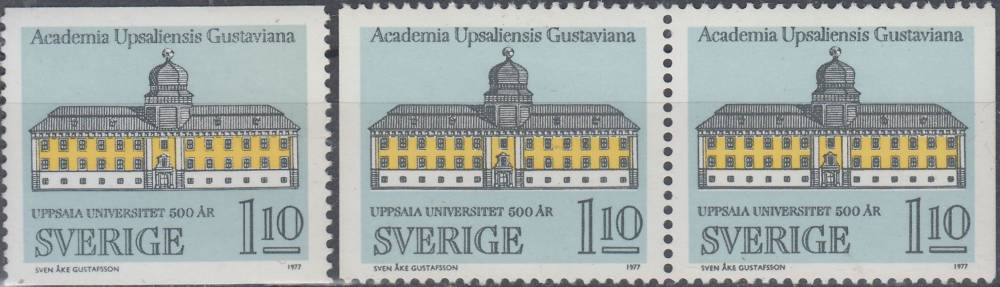 Academia Upsaliensis Gustaviana
UPPSALA UNIVERSITET 500 ÅR
SVERIGE 1.10
SVEN ÅKE GUSTAFSSON 1977
Academia Upsaliensis Gustaviana
UPPSALA UNIVERSITET 500 ÅR
SVERIGE 1.10
SVEN ÅKE GUSTAFSSON 1977
Academia Upsaliensis Gustaviana
UPPSALA UNIVERSITET 500 ÅR
SVERIGE 1.10
SVEN ÅKE GUSTAFSSON 1977